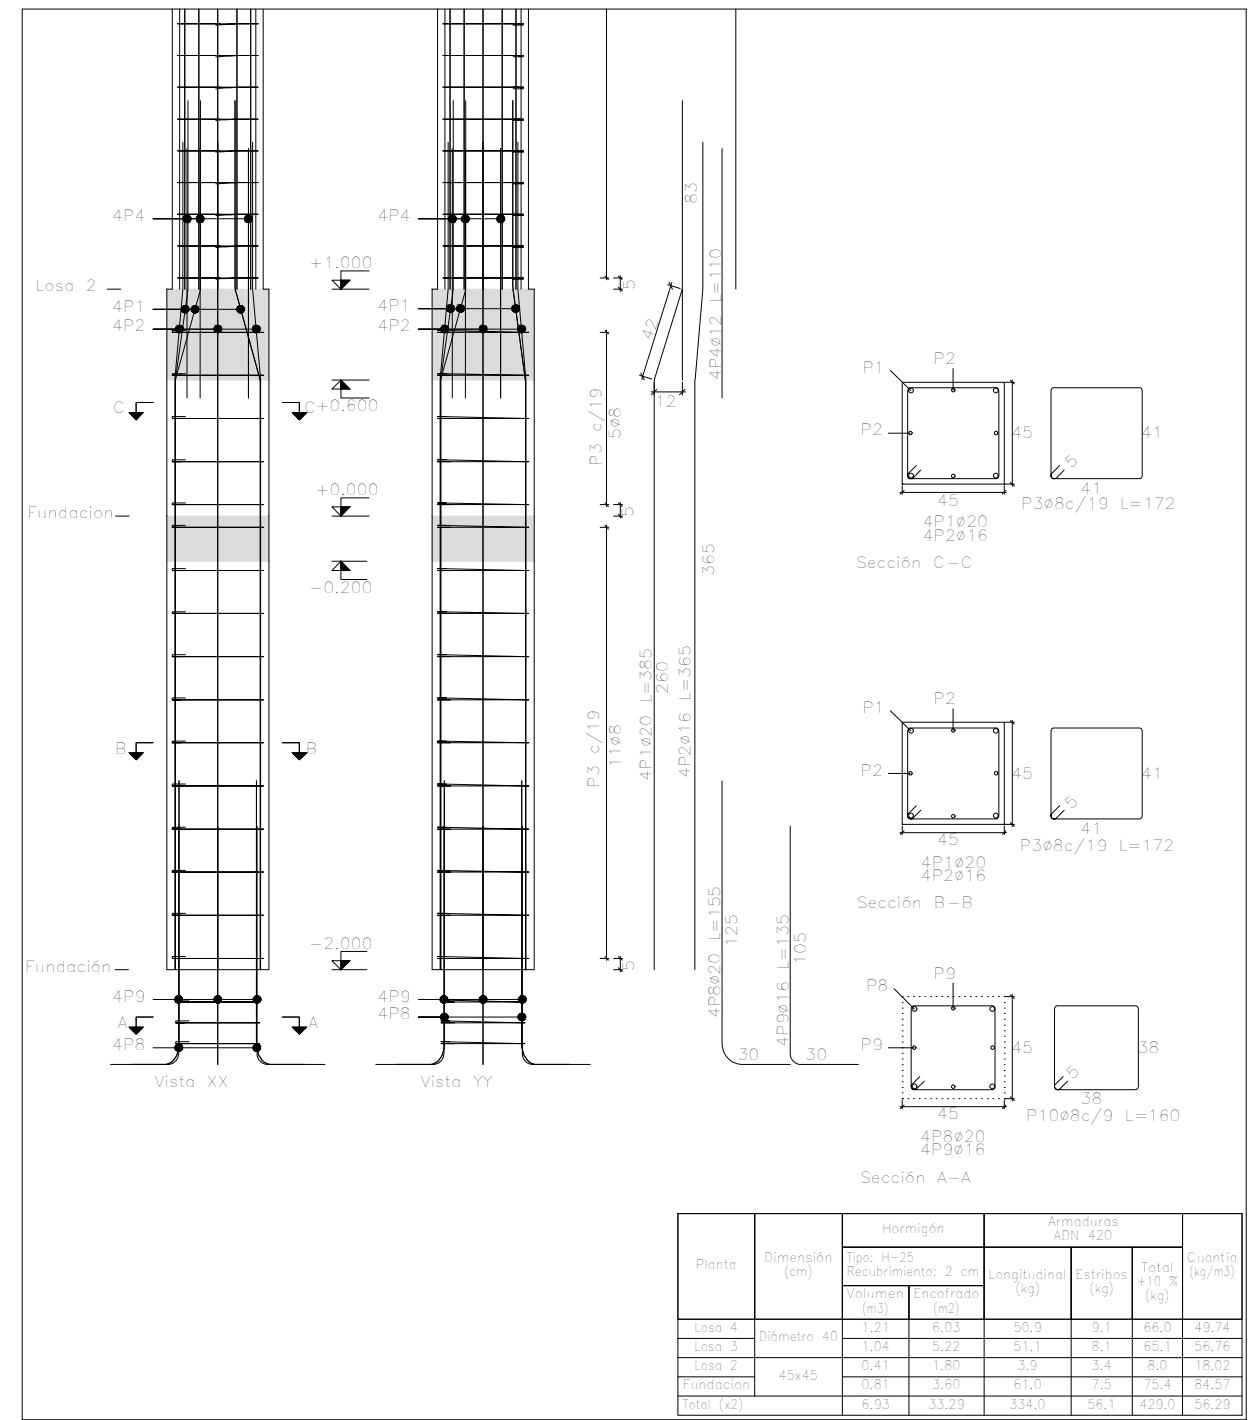 4P4
4P4
+1.000
Losa 2
4P1
4P2
4P1
4P2
5
83
42
12
4P4ø12 L=110
C
C
+0.600
P3 c/19
5ø8
+0.000
Fundacion
5
-0.200
365
4P1ø20 L=385
260
4P2ø16 L=365
P3 c/19
11ø8
B
B
4P8ø20 L=155
125
4P9ø16 L=135
105
-2.000
Fundación
5
4P9
4P9
A
A
4P8
4P8
30
30
Vista XX
Vista YY
P1
P2
P2
45
45
4P1ø20
4P2ø16
41
5
41
P3ø8c/19 L=172
Sección C-C
P1
P2
P2
45
45
4P1ø20
4P2ø16
41
5
41
P3ø8c/19 L=172
Sección B-B
P8
P9
P9
45
45
4P8ø20
4P9ø16
38
5
38
P10ø8c/9 L=160
Sección A-A
Planta
Dimensión
(cm)
Hormigón
Tipo: H-25
Recubrimiento: 2 cm
Volumen
(m3)
Encofrado
(m2)
Armaduras
ADN 420
Longitudinal
(kg)
Estribos
(kg)
Total
+10 %
(kg)
Cuantía
(kg/m3)
Losa 4 Diámetro 40 1.21 6.03 50.9 9.1 66.0 49.74
Losa 3 1.04 5.22 51.1 8.1 65.1 56.76
Losa 2 45x45 0.41 1.80 3.9 3.4 8.0 18.02
Fundacion 0.81 3.60 61.0 7.5 75.4 84.57
Total (x2) 6.93 33.29 334.0 56.1 429.0 56.29